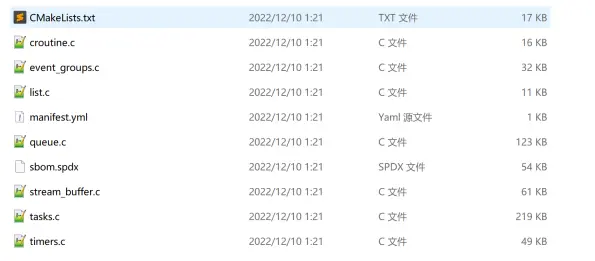 CMakeLists.txt 2022/12/10 1:21 TXT 文件 17 KB
croutine.c 2022/12/10 1:21 C 文件 16 KB
event_groups.c 2022/12/10 1:21 C 文件 32 KB
list.c 2022/12/10 1:21 C 文件 11 KB
manifest.yml 2022/12/10 1:21 Yaml 源文件 1 KB
queue.c 2022/12/10 1:21 C 文件 123 KB
sbom.spdx 2022/12/10 1:21 SPDX 文件 54 KB
stream_buffer.c 2022/12/10 1:21 C 文件 61 KB
tasks.c 2022/12/10 1:21 C 文件 219 KB
timers.c 2022/12/10 1:21 C 文件 49 KB